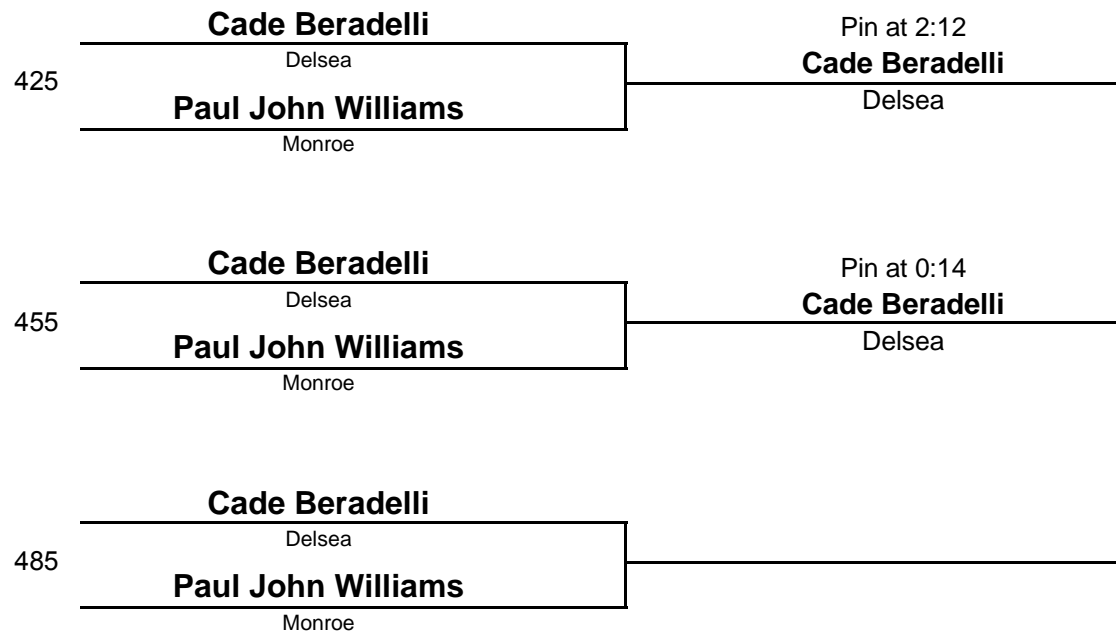 Cade Beradelli
Pin at 2:12
Delsea
Cade Beradelli
425
Paul John Williams
Delsea
Monroe
Cade Beradelli
Pin at 0:14
Delsea
Cade Beradelli
455
Paul John Williams
Delsea
Monroe
Cade Beradelli
Delsea
485
Paul John Williams
Monroe